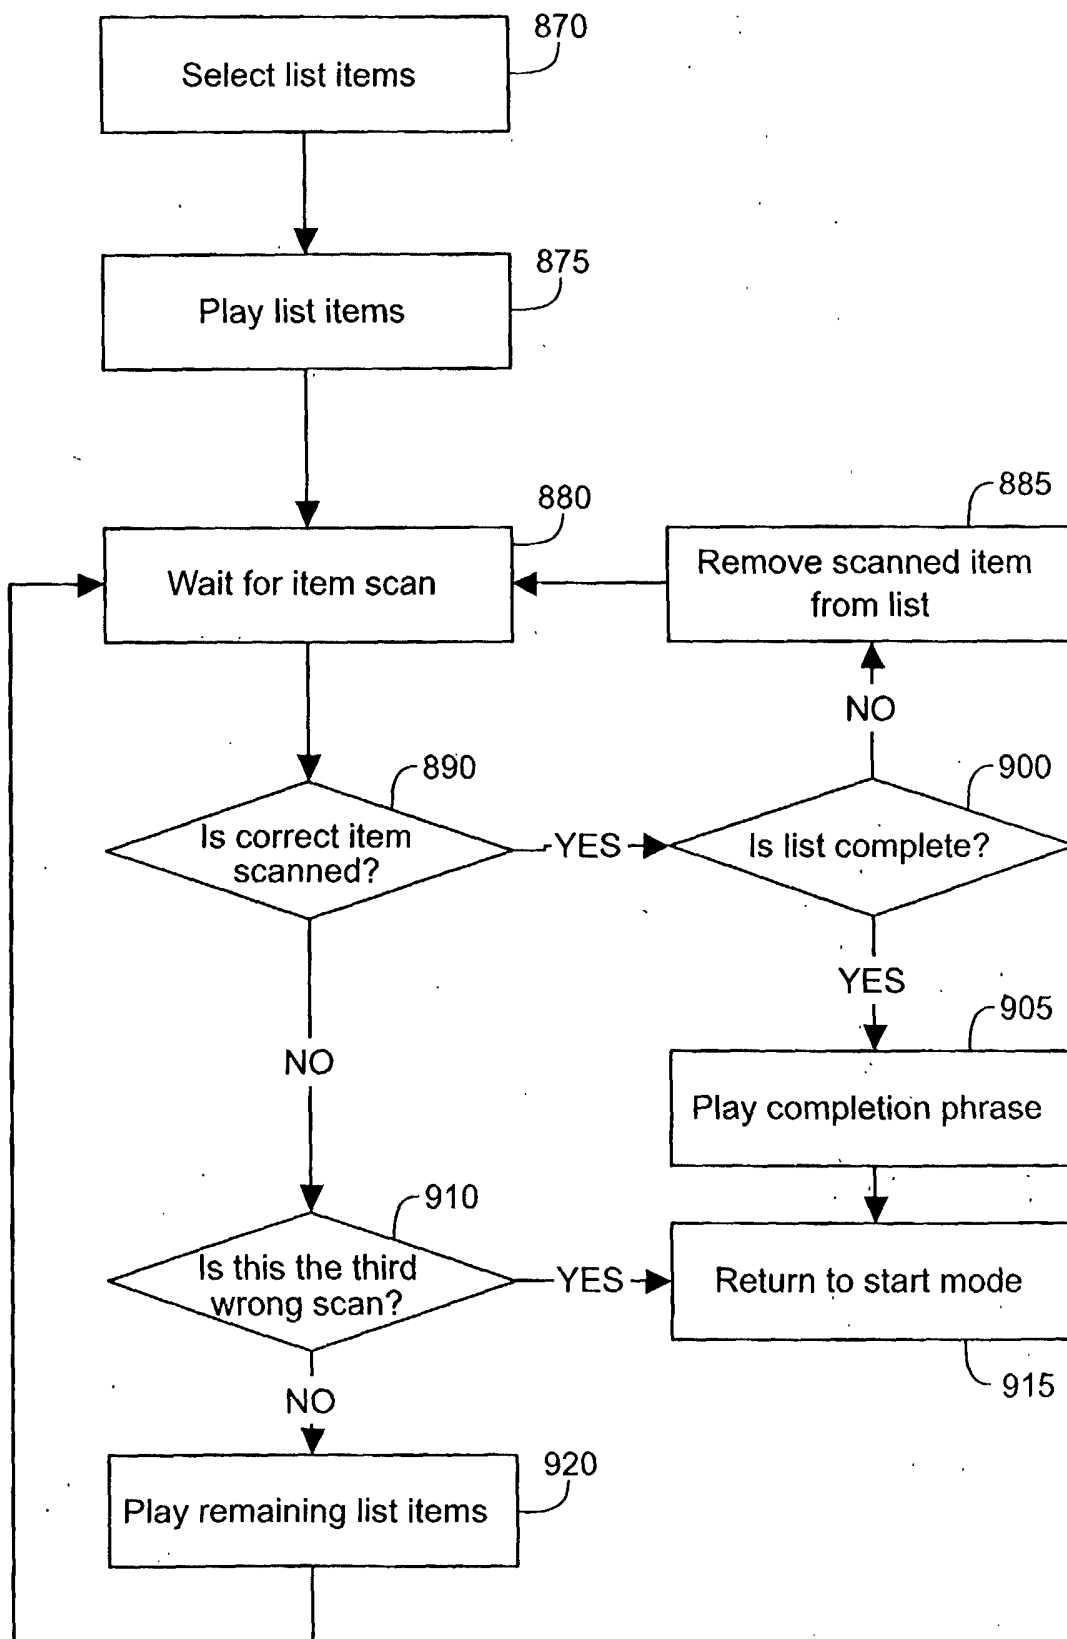 870
Select list items
875
Play list items
880
Wait for item scan
885
Remove scanned item
from list
NO
890
Is correct item
scanned?
YES
900
Is list complete?
YES
905
Play completion phrase
NO
910
Is this the third
wrong scan?
YES
Return to start mode
915
NO
920
Play remaining list items